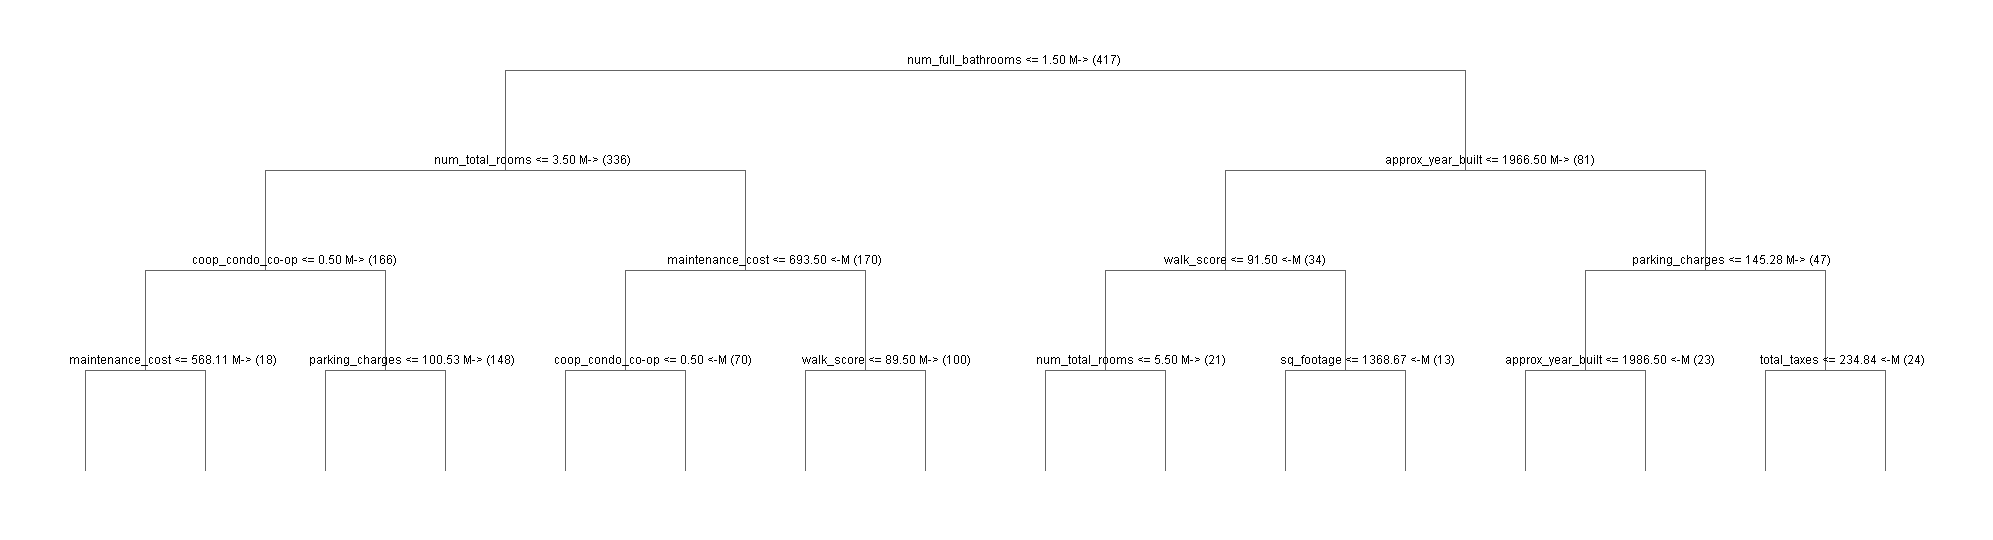 num_full_bathrooms <= 1.50 M-> (417)
num_total_rooms <= 3.50 M-> (336)
approx_year_built <= 1966.50 M-> (81)
coop_condo_co-op <= 0.50 M-> (166)
maintenance_cost <= 693.50 <-M (170)
walk_score <= 91.50 <-M (34)
parking_charges <= 145.28 M-> (47)
maintenance_cost <= 568.11 M-> (18)
parking_charges <= 100.53 M-> (148)
coop_condo_co-op <= 0.50 <-M (70)
walk_score <= 89.50 M-> (100)
num_total_rooms <= 5.50 M-> (21)
sq_footage <= 1368.67 <-M (13)
approx_year_built <= 1986.50 <-M (23)
total_taxes <= 234.84 <-M (24)